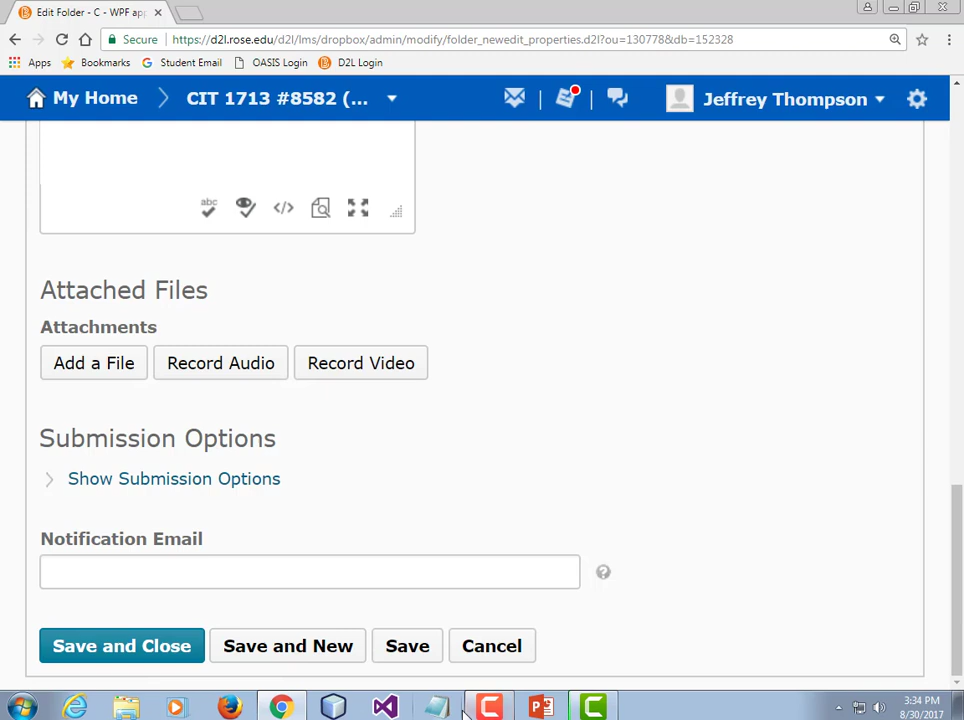 Edit Folder - C - WPF ap
Secure https://d2l.rose.edu/d2l/lms/dropbox/admin/modify/folder_newedit_properties.d2l?ou=130778&db=152328
Apps Bookmarks Student Email OASIS Login D2L Login
My Home CIT 1713 #8582 (... Jeffrey Thompson
abc
Attached Files
Attachments
Add a File Record Audio Record Video
Submission Options
Show Submission Options
Notification Email
Save and Close Save and New Save Cancel
3:34 PM
8/30/2017